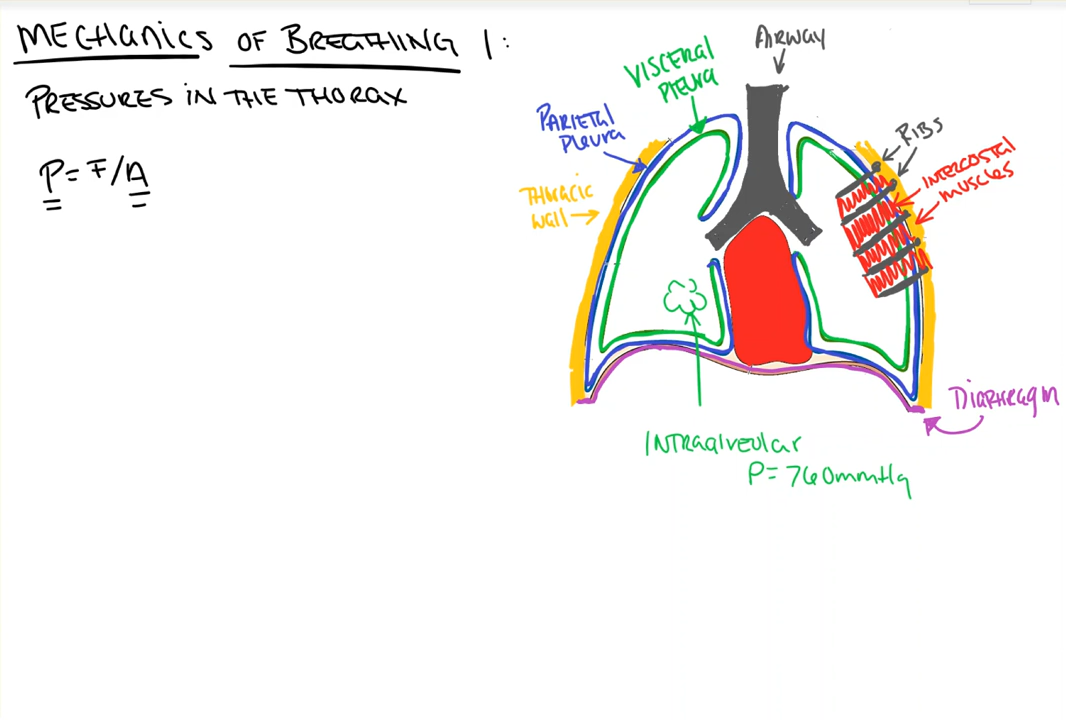 MECHANICS OF BREATHING 1:
PRESSURES IN THE THORAX
P = F/A
AIRWAY
VISCERAL
PLEURA
PARIETAL
PLEURA
THORACIC
WALL
RIBS
INTERCOSTAL
MUSCLES
DIAPHRAGM
INTRAALVEOLAR
P = 760mmHg